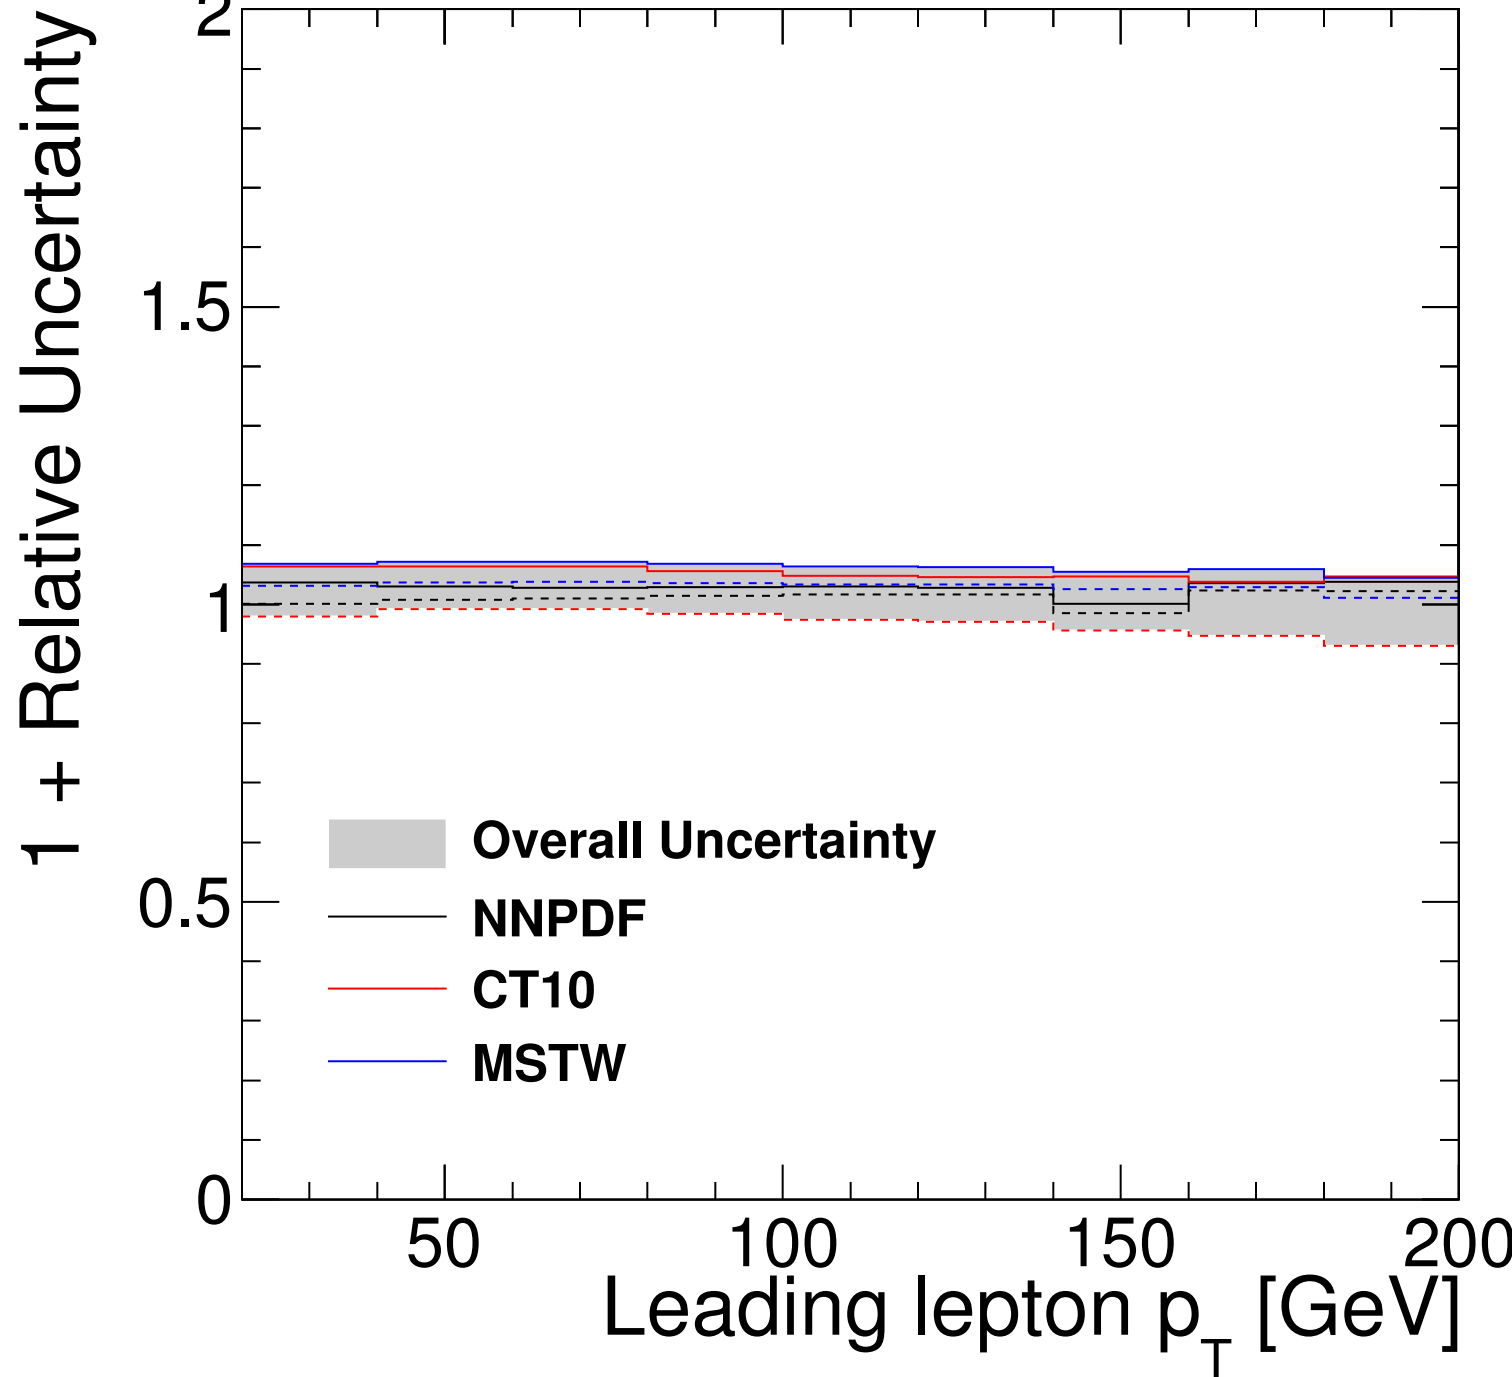 1 + Relative Uncertainty
2
1.5
1
0.5
0
Overall Uncertainty
NNPDF
CT10
MSTW
50 100 150 200
Leading lepton p_T [GeV]